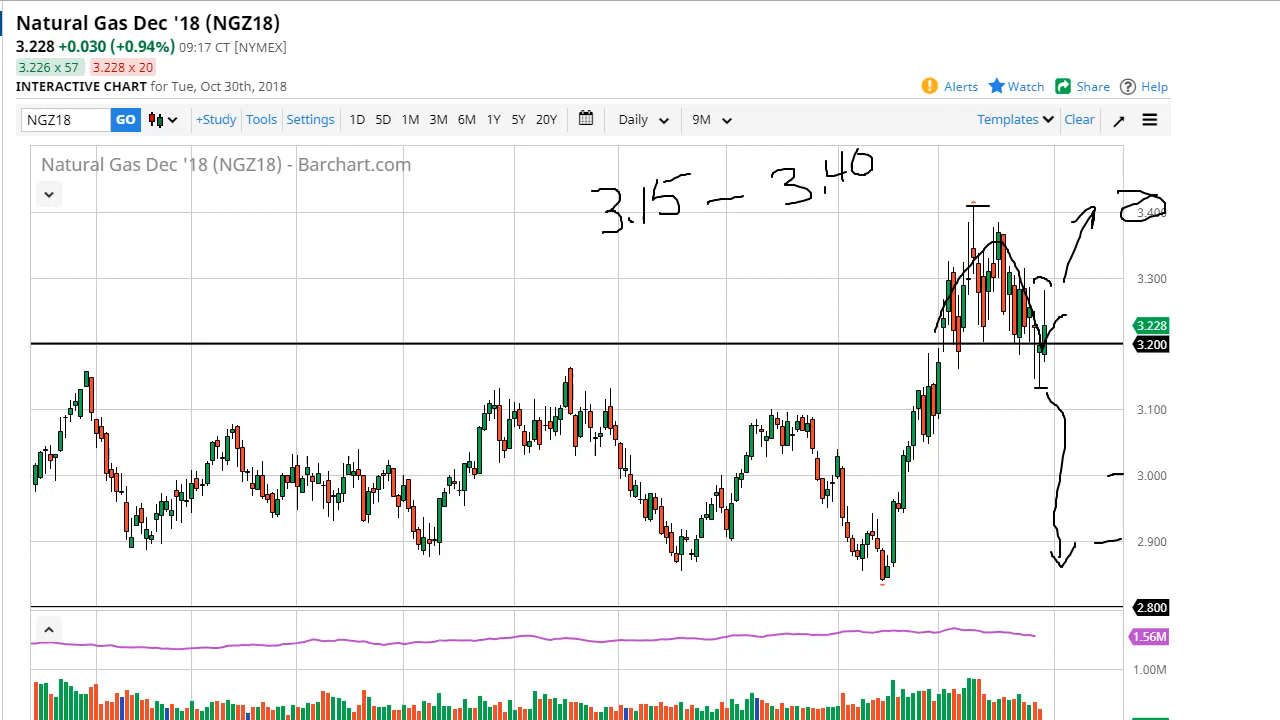 Natural Gas Dec '18 (NGZ18)
3.228 +0.030 (+0.94%) 09:17 CT [NYMEX]
3.226 x 57 3.228 x 20
INTERACTIVE CHART for Tue, Oct 30th, 2018
Alerts Watch Share ? Help
NGZ18 GO +Study Tools Settings 1D 5D 1M 3M 6M 1Y 5Y 20Y Daily 9M Templates Clear
Natural Gas Dec '18 (NGZ18) - Barchart.com
3.15 - 3.40
3.400
3.300
3.228
3.200
3.100
3.000
2.900
2.800
1.56M
1.00M